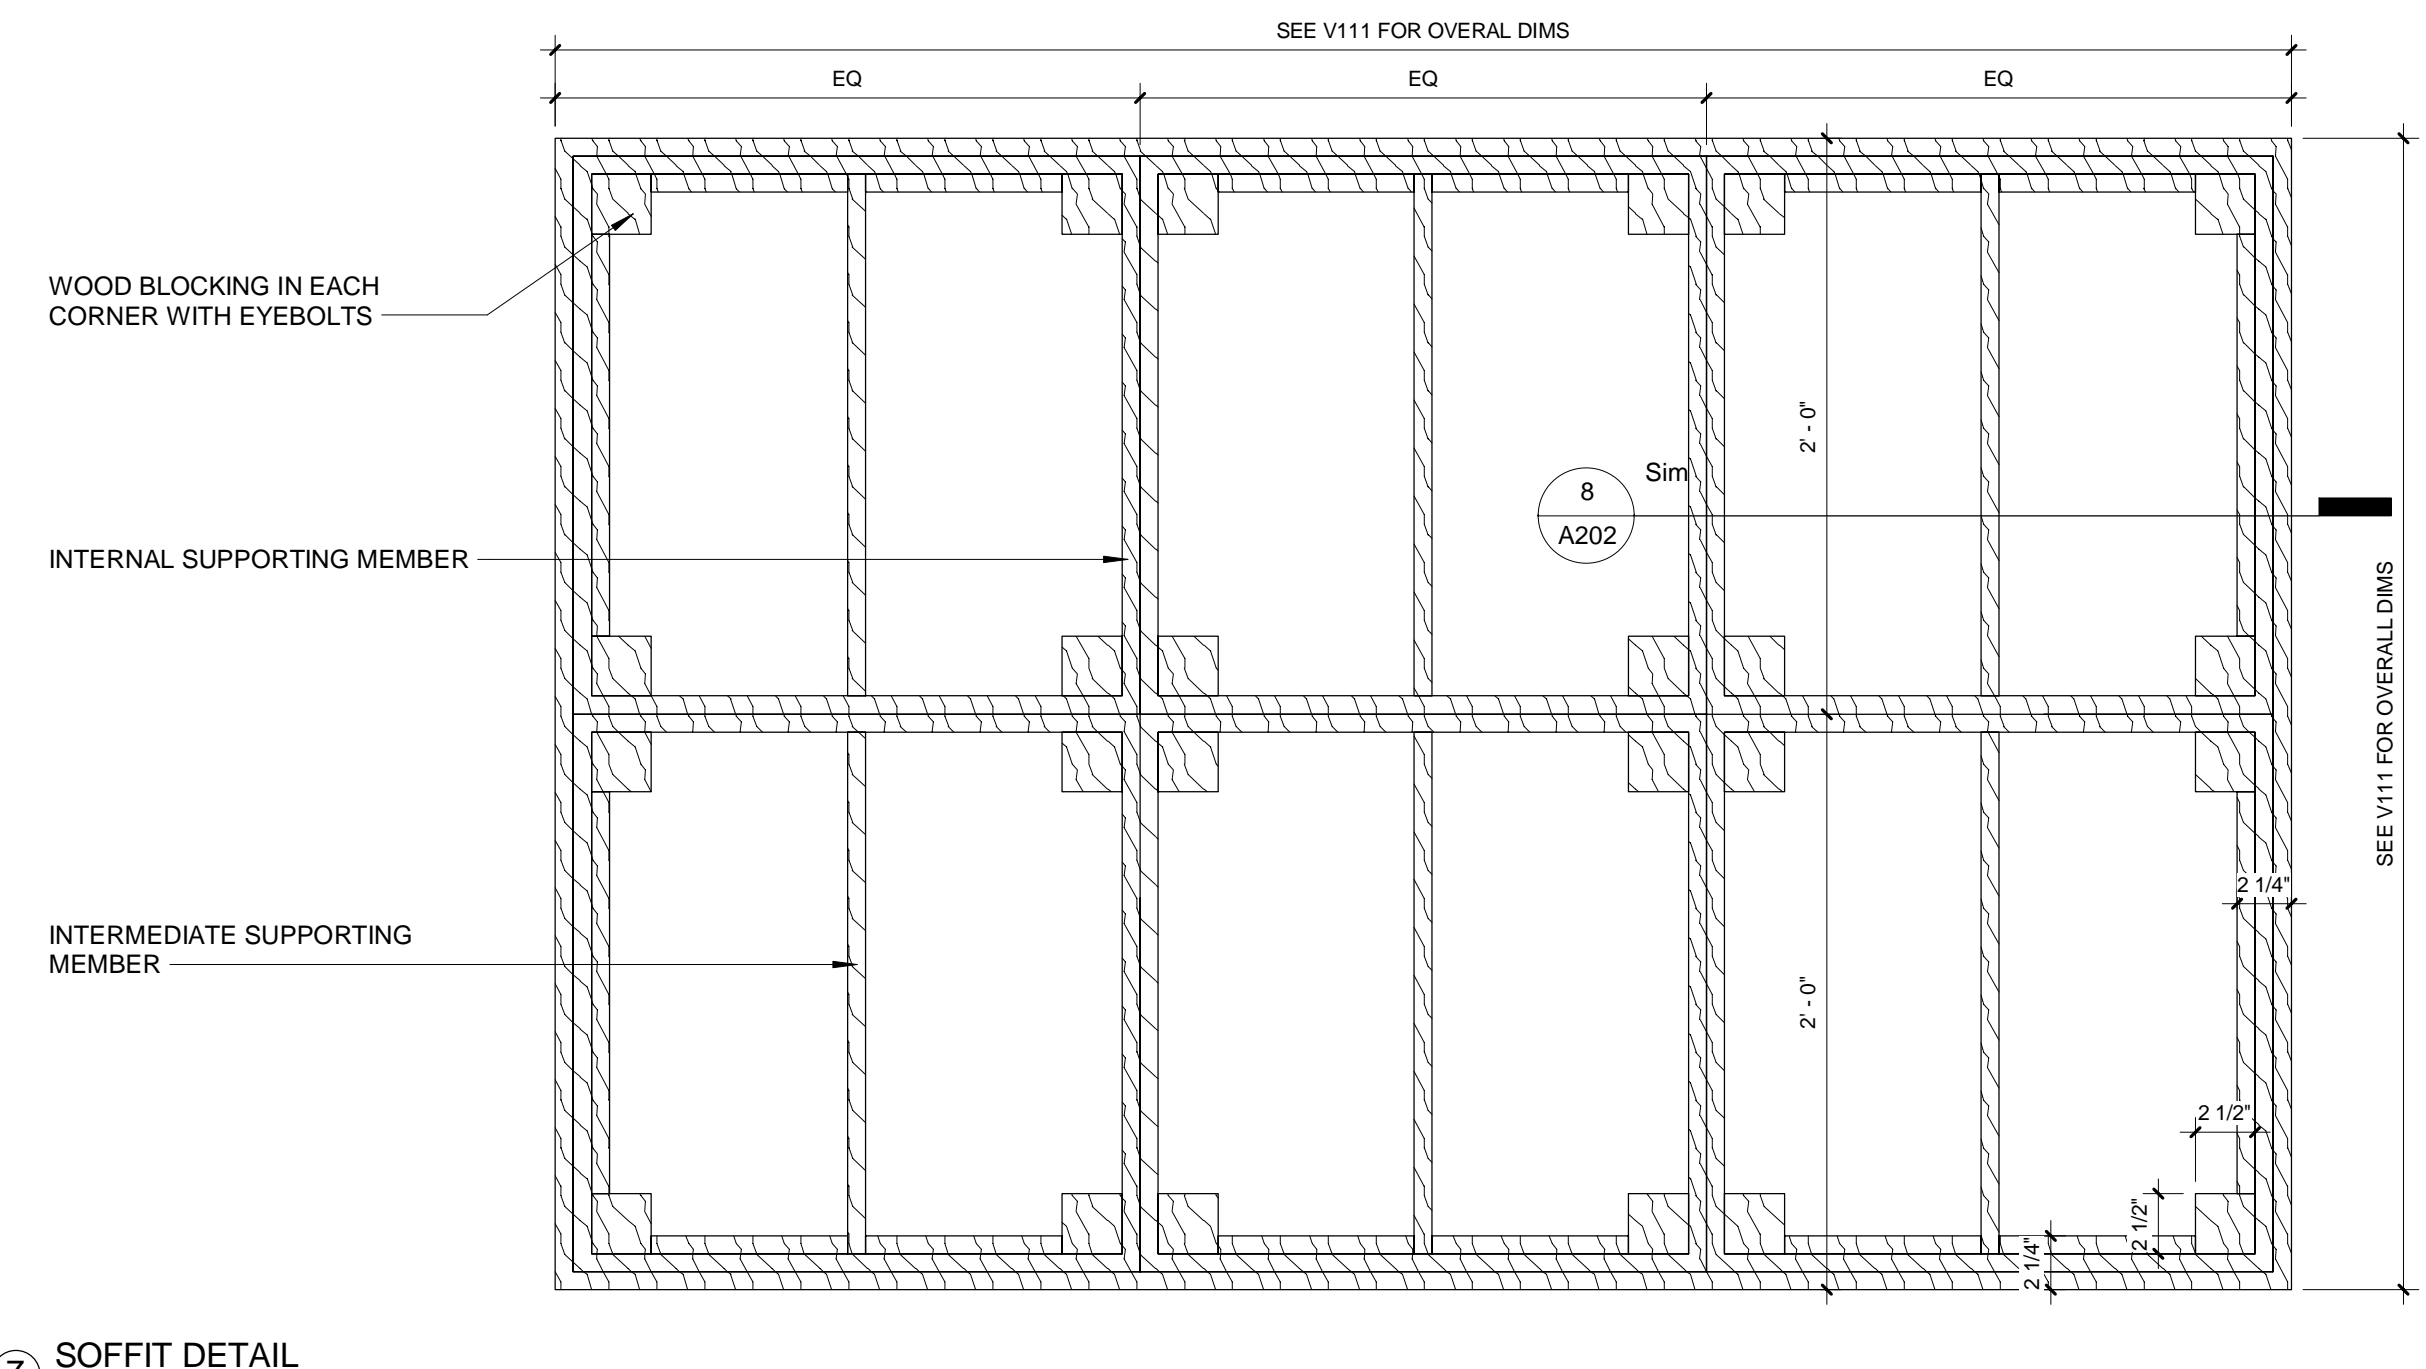 SEE V111 FOR OVERAL DIMS
EQ EQ EQ
WOOD BLOCKING IN EACH
CORNER WITH EYEBOLTS
2' - 0"
Sim
8
A202
INTERNAL SUPPORTING MEMBER
SEE V111 FOR OVERALL DIMS
2 1/4"
INTERMEDIATE SUPPORTING
MEMBER
2' - 0"
2 1/2"
2 1/2"
2 1/4"
SOFFIT DETAIL